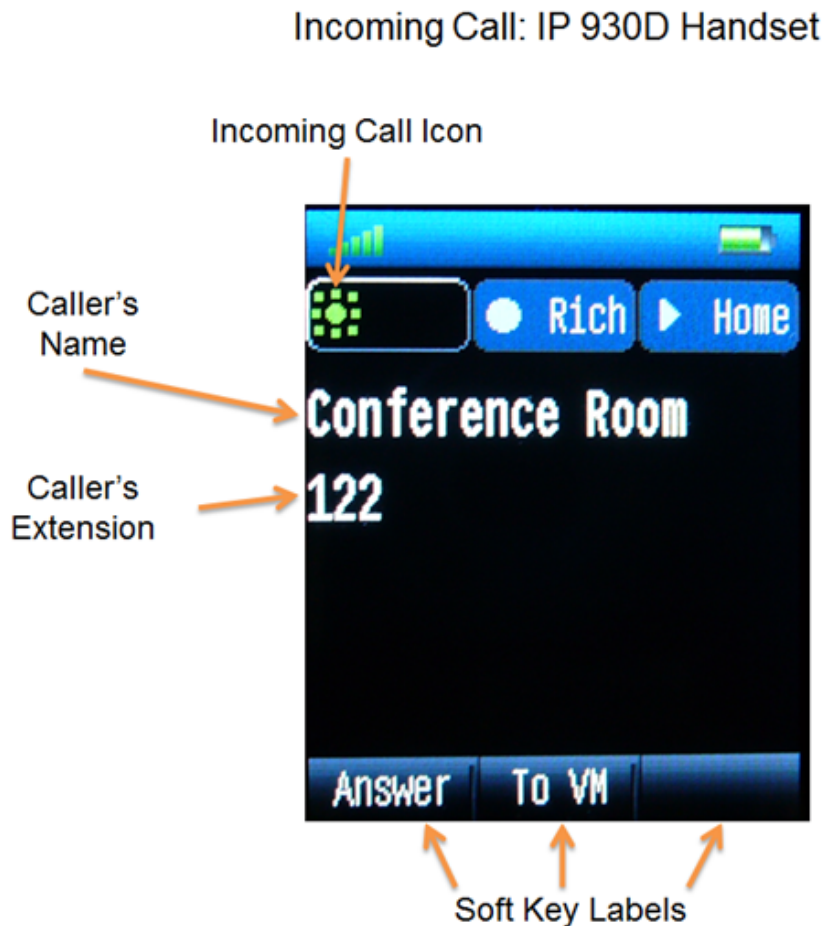 Incoming Call: IP 930D Handset
Incoming Call Icon
Rich
Home
Caller's
Name
Conference Room
Caller's
Extension
122
Answer
To VM
Soft Key Labels